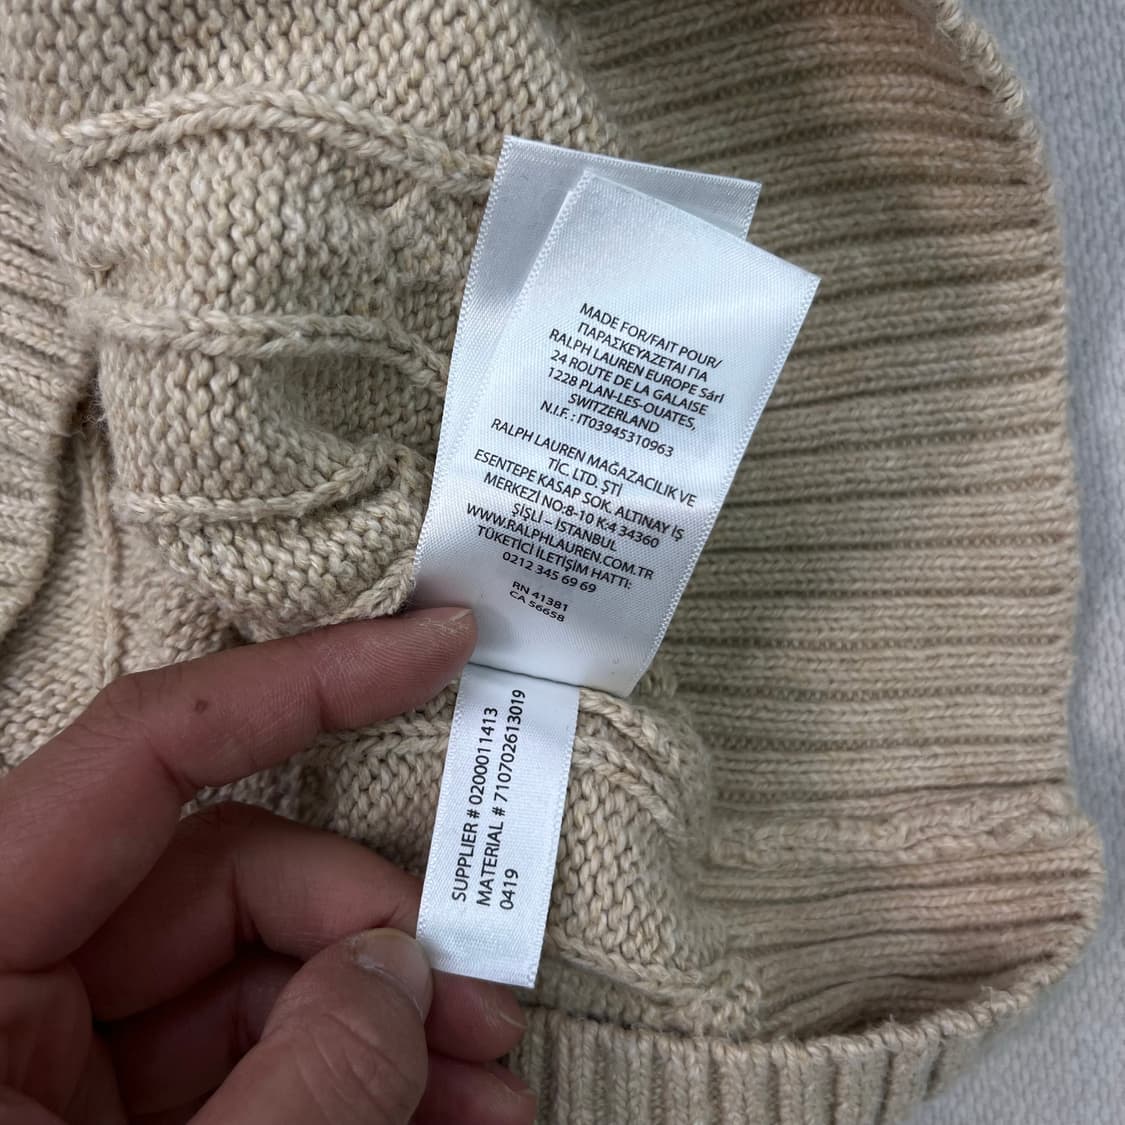 MADE FOR/FAIT POUR/
ΠΑΡΑΣΚΕΥΑΖΕΤΑΙ ΓΙΑ
RALPH LAUREN EUROPE Sárl
24 ROUTE DE LA GALAISE
1228 PLAN-LES-OUATES,
SWITZERLAND
N.I.F. : IT03945310963
RALPH LAUREN MAĞAZACILIK VE
TİC. LTD. ŞTİ
ESENTEPE KASAP SOK. ALTINAY İŞ
MERKEZİ NO:8-10 K:4 34360
ŞİŞLİ – İSTANBUL
WWW.RALPHLAUREN.COM.TR
TÜKETİCİ İLETİŞİM HATTI:
0212 345 69 69
RN 41381
CA 56658
SUPPLIER # 0200011413
MATERIAL # 710702613019
0419